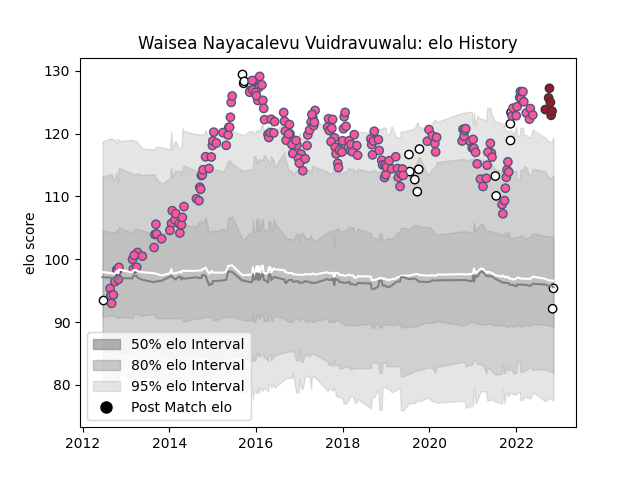 Waisea Nayacalevu Vuidravuwalu: elo History
elo score
130
120
110
100
90
80
50% elo Interval
80% elo Interval
95% elo Interval
Post Match elo
2012 2014 2016 2018 2020 2022